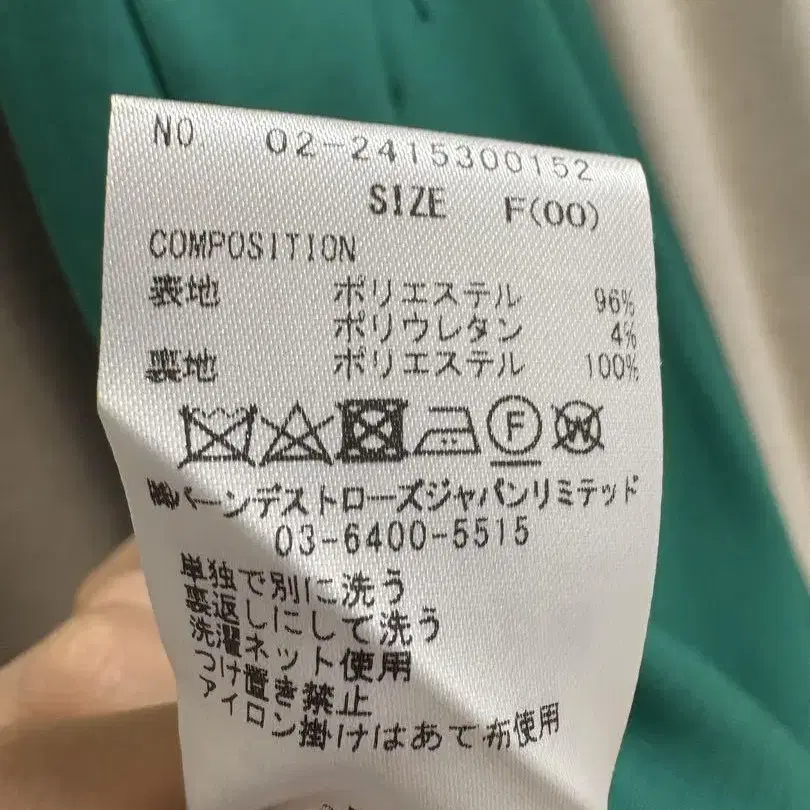 NO. 02-2415300152
SIZE F(00)
COMPOSITION
表地 ポリエステル 96%
ポリウレタン 4%
裏地 ポリエステル 100%
F W
バーンデストローズジャパンリミテッド
03-6400-5515
単独で別に洗う
裏返しにして洗う
洗濯ネット使用
つけ置き禁止
アイロン掛けはあて布使用